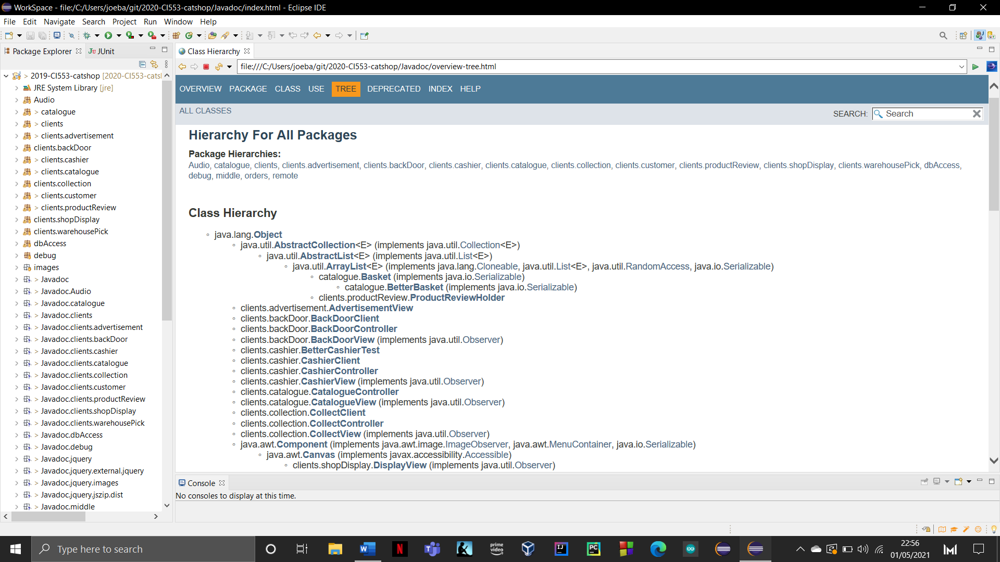 WorkSpace - file:/C:/Users/joeba/git/2020-CI553-catshop/Javadoc/index.html - Eclipse IDE
File Edit Navigate Search Project Run Window Help
Package Explorer
JUnit
> 2019-CI553-catshop [2020-CI553-cats
JRE System Library [jre]
Audio
> catalogue
> clients
> clients.advertisement
clients.backDoor
> clients.cashier
> clients.catalogue
clients.collection
> clients.customer
> clients.productReview
clients.shopDisplay
clients.warehousePick
dbAccess
debug
images
> Javadoc
> Javadoc.Audio
> Javadoc.catalogue
> Javadoc.clients
> Javadoc.clients.advertisement
> Javadoc.clients.backDoor
> Javadoc.clients.cashier
> Javadoc.clients.catalogue
> Javadoc.clients.collection
> Javadoc.clients.customer
> Javadoc.clients.productReview
> Javadoc.clients.shopDisplay
> Javadoc.clients.warehousePick
> Javadoc.dbAccess
> Javadoc.debug
> Javadoc.jquery
> Javadoc.jquery.external.jquery
> Javadoc.jquery.images
> Javadoc.jquery.jszip.dist
> Javadoc.middle
Class Hierarchy
file:///C:/Users/joeba/git/2020-CI553-catshop/Javadoc/overview-tree.html
OVERVIEW PACKAGE CLASS USE TREE DEPRECATED INDEX HELP
ALL CLASSES
SEARCH: Search
Hierarchy For All Packages
Package Hierarchies:
Audio, catalogue, clients, clients.advertisement, clients.backDoor, clients.cashier, clients.catalogue, clients.collection, clients.customer, clients.productReview, clients.shopDisplay, clients.warehousePick, dbAccess,
debug, middle, orders, remote
Class Hierarchy
java.lang.Object
java.util.AbstractCollection<E> (implements java.util.Collection<E>)
java.util.AbstractList<E> (implements java.util.List<E>)
java.util.ArrayList<E> (implements java.lang.Cloneable, java.util.List<E>, java.util.RandomAccess, java.io.Serializable)
catalogue.Basket (implements java.io.Serializable)
catalogue.BetterBasket (implements java.io.Serializable)
clients.productReview.ProductReviewHolder
clients.advertisement.AdvertisementView
clients.backDoor.BackDoorClient
clients.backDoor.BackDoorController
clients.backDoor.BackDoorView (implements java.util.Observer)
clients.cashier.BetterCashierTest
clients.cashier.CashierClient
clients.cashier.CashierController
clients.cashier.CashierView (implements java.util.Observer)
clients.catalogue.CatalogueController
clients.catalogue.CatalogueView (implements java.util.Observer)
clients.collection.CollectClient
clients.collection.CollectController
clients.collection.CollectView (implements java.util.Observer)
java.awt.Component (implements java.awt.image.ImageObserver, java.awt.MenuContainer, java.io.Serializable)
java.awt.Canvas (implements javax.accessibility.Accessible)
clients.shopDisplay.DisplayView (implements java.util.Observer)
Console
No consoles to display at this time.
Type here to search
prime video
22:56
01/05/2021